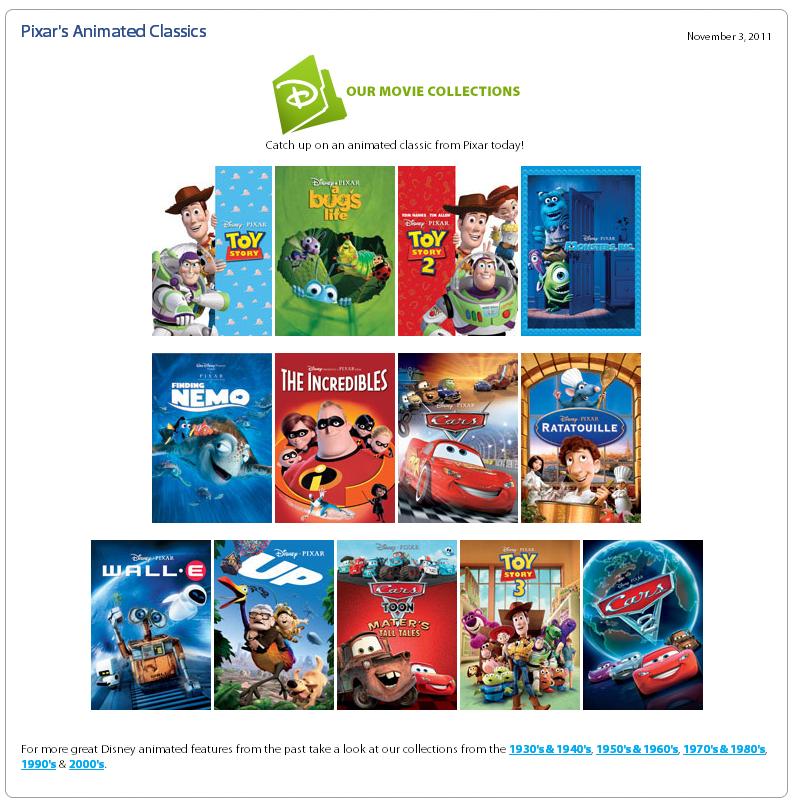 Pixar's Animated Classics
November 3, 2011
OUR MOVIE COLLECTIONS
Catch up on an animated classic from Pixar today!
Disney · PIXAR
TOY
STORY
Disney · PIXAR
a
bug's
life
TOM HANKS TIM ALLEN
Disney · PIXAR
TOY
STORY
2
Disney · PIXAR
MONSTERS, INC.
PIXAR
FINDING
NEMO
THE INCREDIBLES
Disney · PIXAR
Cars
Disney · PIXAR
RATATOUILLE
Disney · PIXAR
WALL·E
Disney · PIXAR
UP
Disney · PIXAR
Cars
TOON
MATER'S
TALL TALES
Disney · PIXAR
TOY
STORY
3
Disney · PIXAR
Cars
2
For more great Disney animated features from the past take a look at our collections from the 1930's & 1940's, 1950's & 1960's, 1970's & 1980's,
1990's & 2000's.